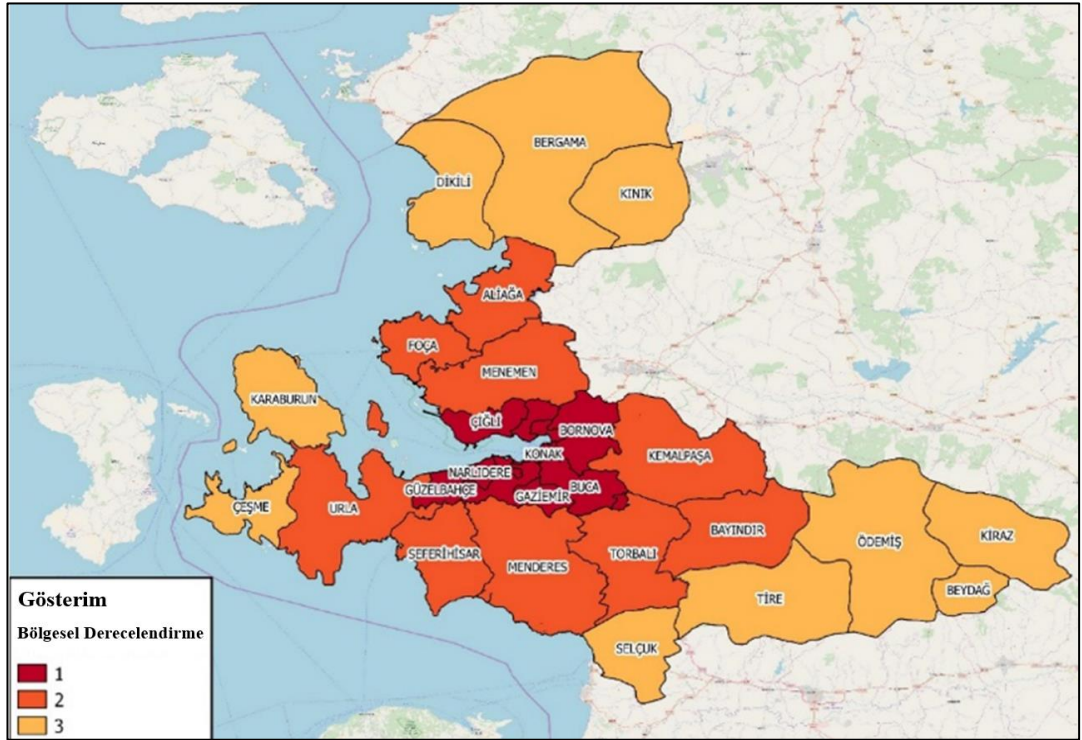 BERGAMA
DİKİLİ
KINIK
ALİAĞA
FOÇA
MENEMEN
KARABURUN
ÇİĞLİ
BORNOVA
KONAK
KEMALPAŞA
NARLIDERE
GÜZELBAHÇE
BUCA
GAZİEMİR
ÇEŞME
URLA
BAYINDIR
ÖDEMİŞ
KİRAZ
SEFERİHİSAR
MENDERES
TORBALI
BEYDAĞ
TİRE
SELÇUK
Gösterim
Bölgesel Derecelendirme
1
2
3